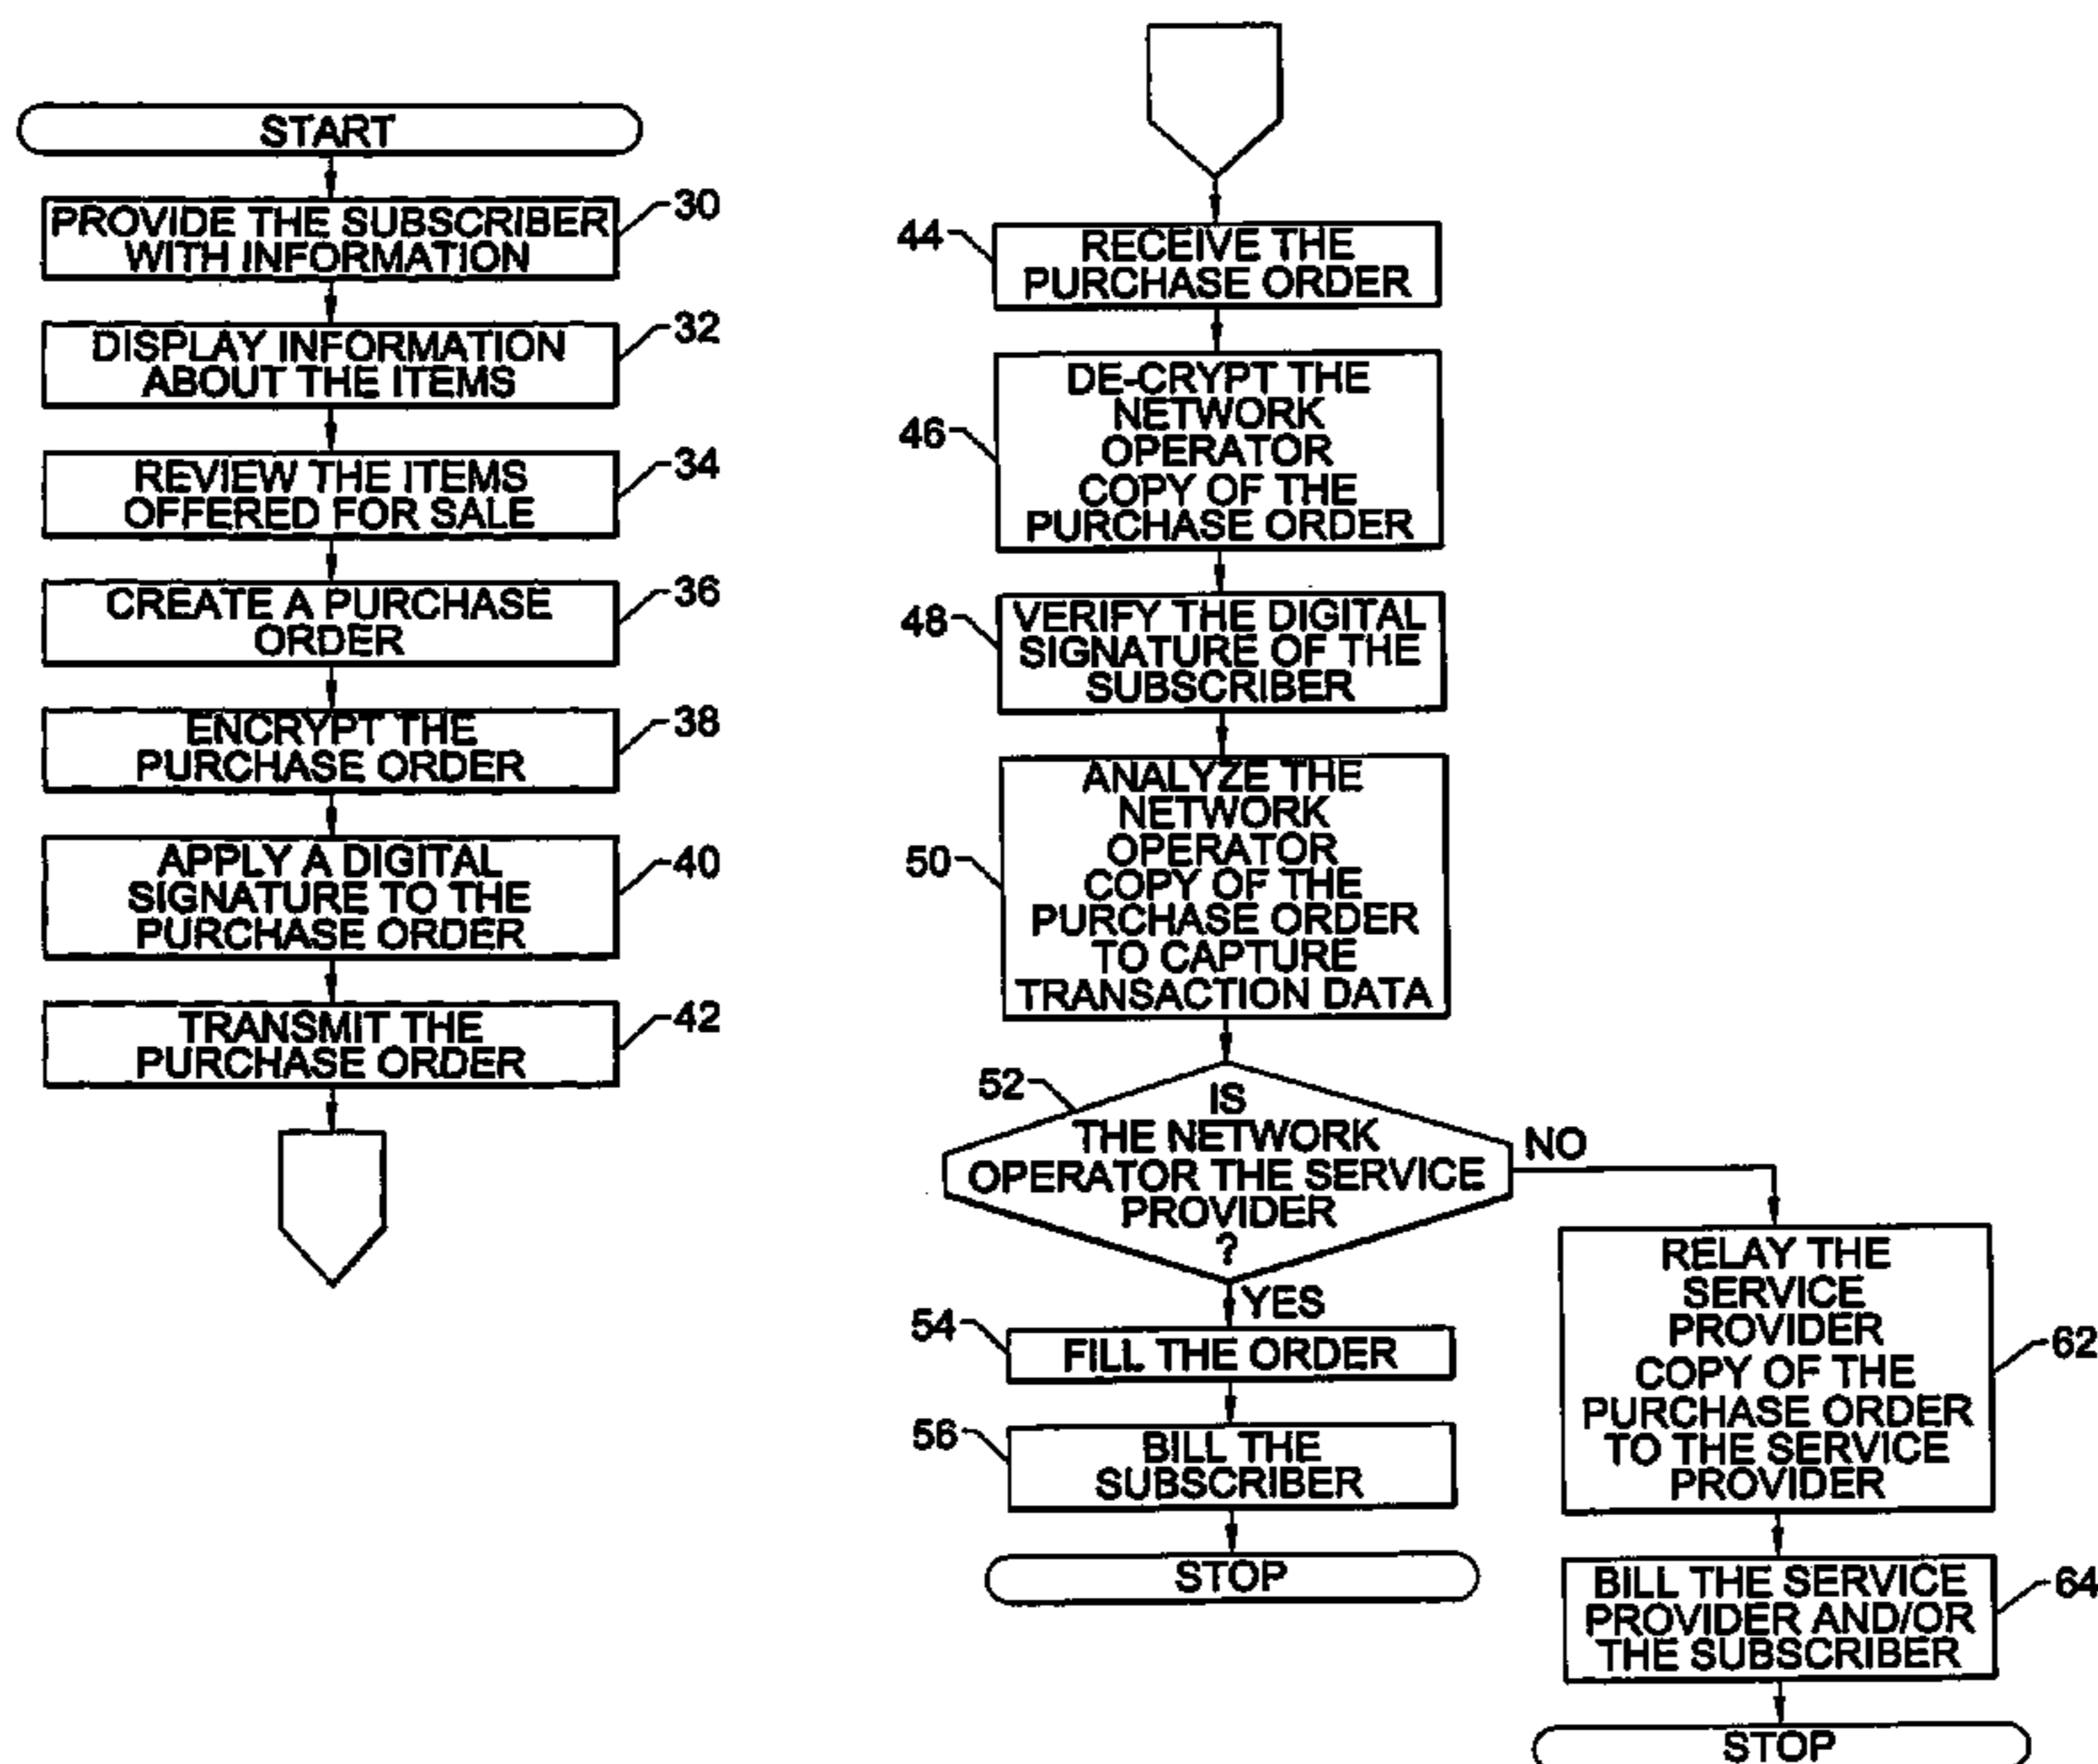 START
PROVIDE THE SUBSCRIBER
WITH INFORMATION
30
DISPLAY INFORMATION
ABOUT THE ITEMS
32
REVIEW THE ITEMS
OFFERED FOR SALE
34
CREATE A PURCHASE
ORDER
36
ENCRYPT THE
PURCHASE ORDER
38
APPLY A DIGITAL
SIGNATURE TO THE
PURCHASE ORDER
40
TRANSMIT THE
PURCHASE ORDER
42
44
RECEIVE THE
PURCHASE ORDER
46
DE-CRYPT THE
NETWORK
OPERATOR
COPY OF THE
PURCHASE ORDER
48
VERIFY THE DIGITAL
SIGNATURE OF THE
SUBSCRIBER
50
ANALYZE THE
NETWORK
OPERATOR
COPY OF THE
PURCHASE ORDER
TO CAPTURE
TRANSACTION DATA
52
IS
THE NETWORK
OPERATOR THE SERVICE
PROVIDER
?
NO
YES
54
FILL THE ORDER
56
BILL THE
SUBSCRIBER
STOP
RELAY THE
SERVICE
PROVIDER
COPY OF THE
PURCHASE ORDER
TO THE SERVICE
PROVIDER
62
BILL THE SERVICE
PROVIDER AND/OR
THE SUBSCRIBER
64
STOP